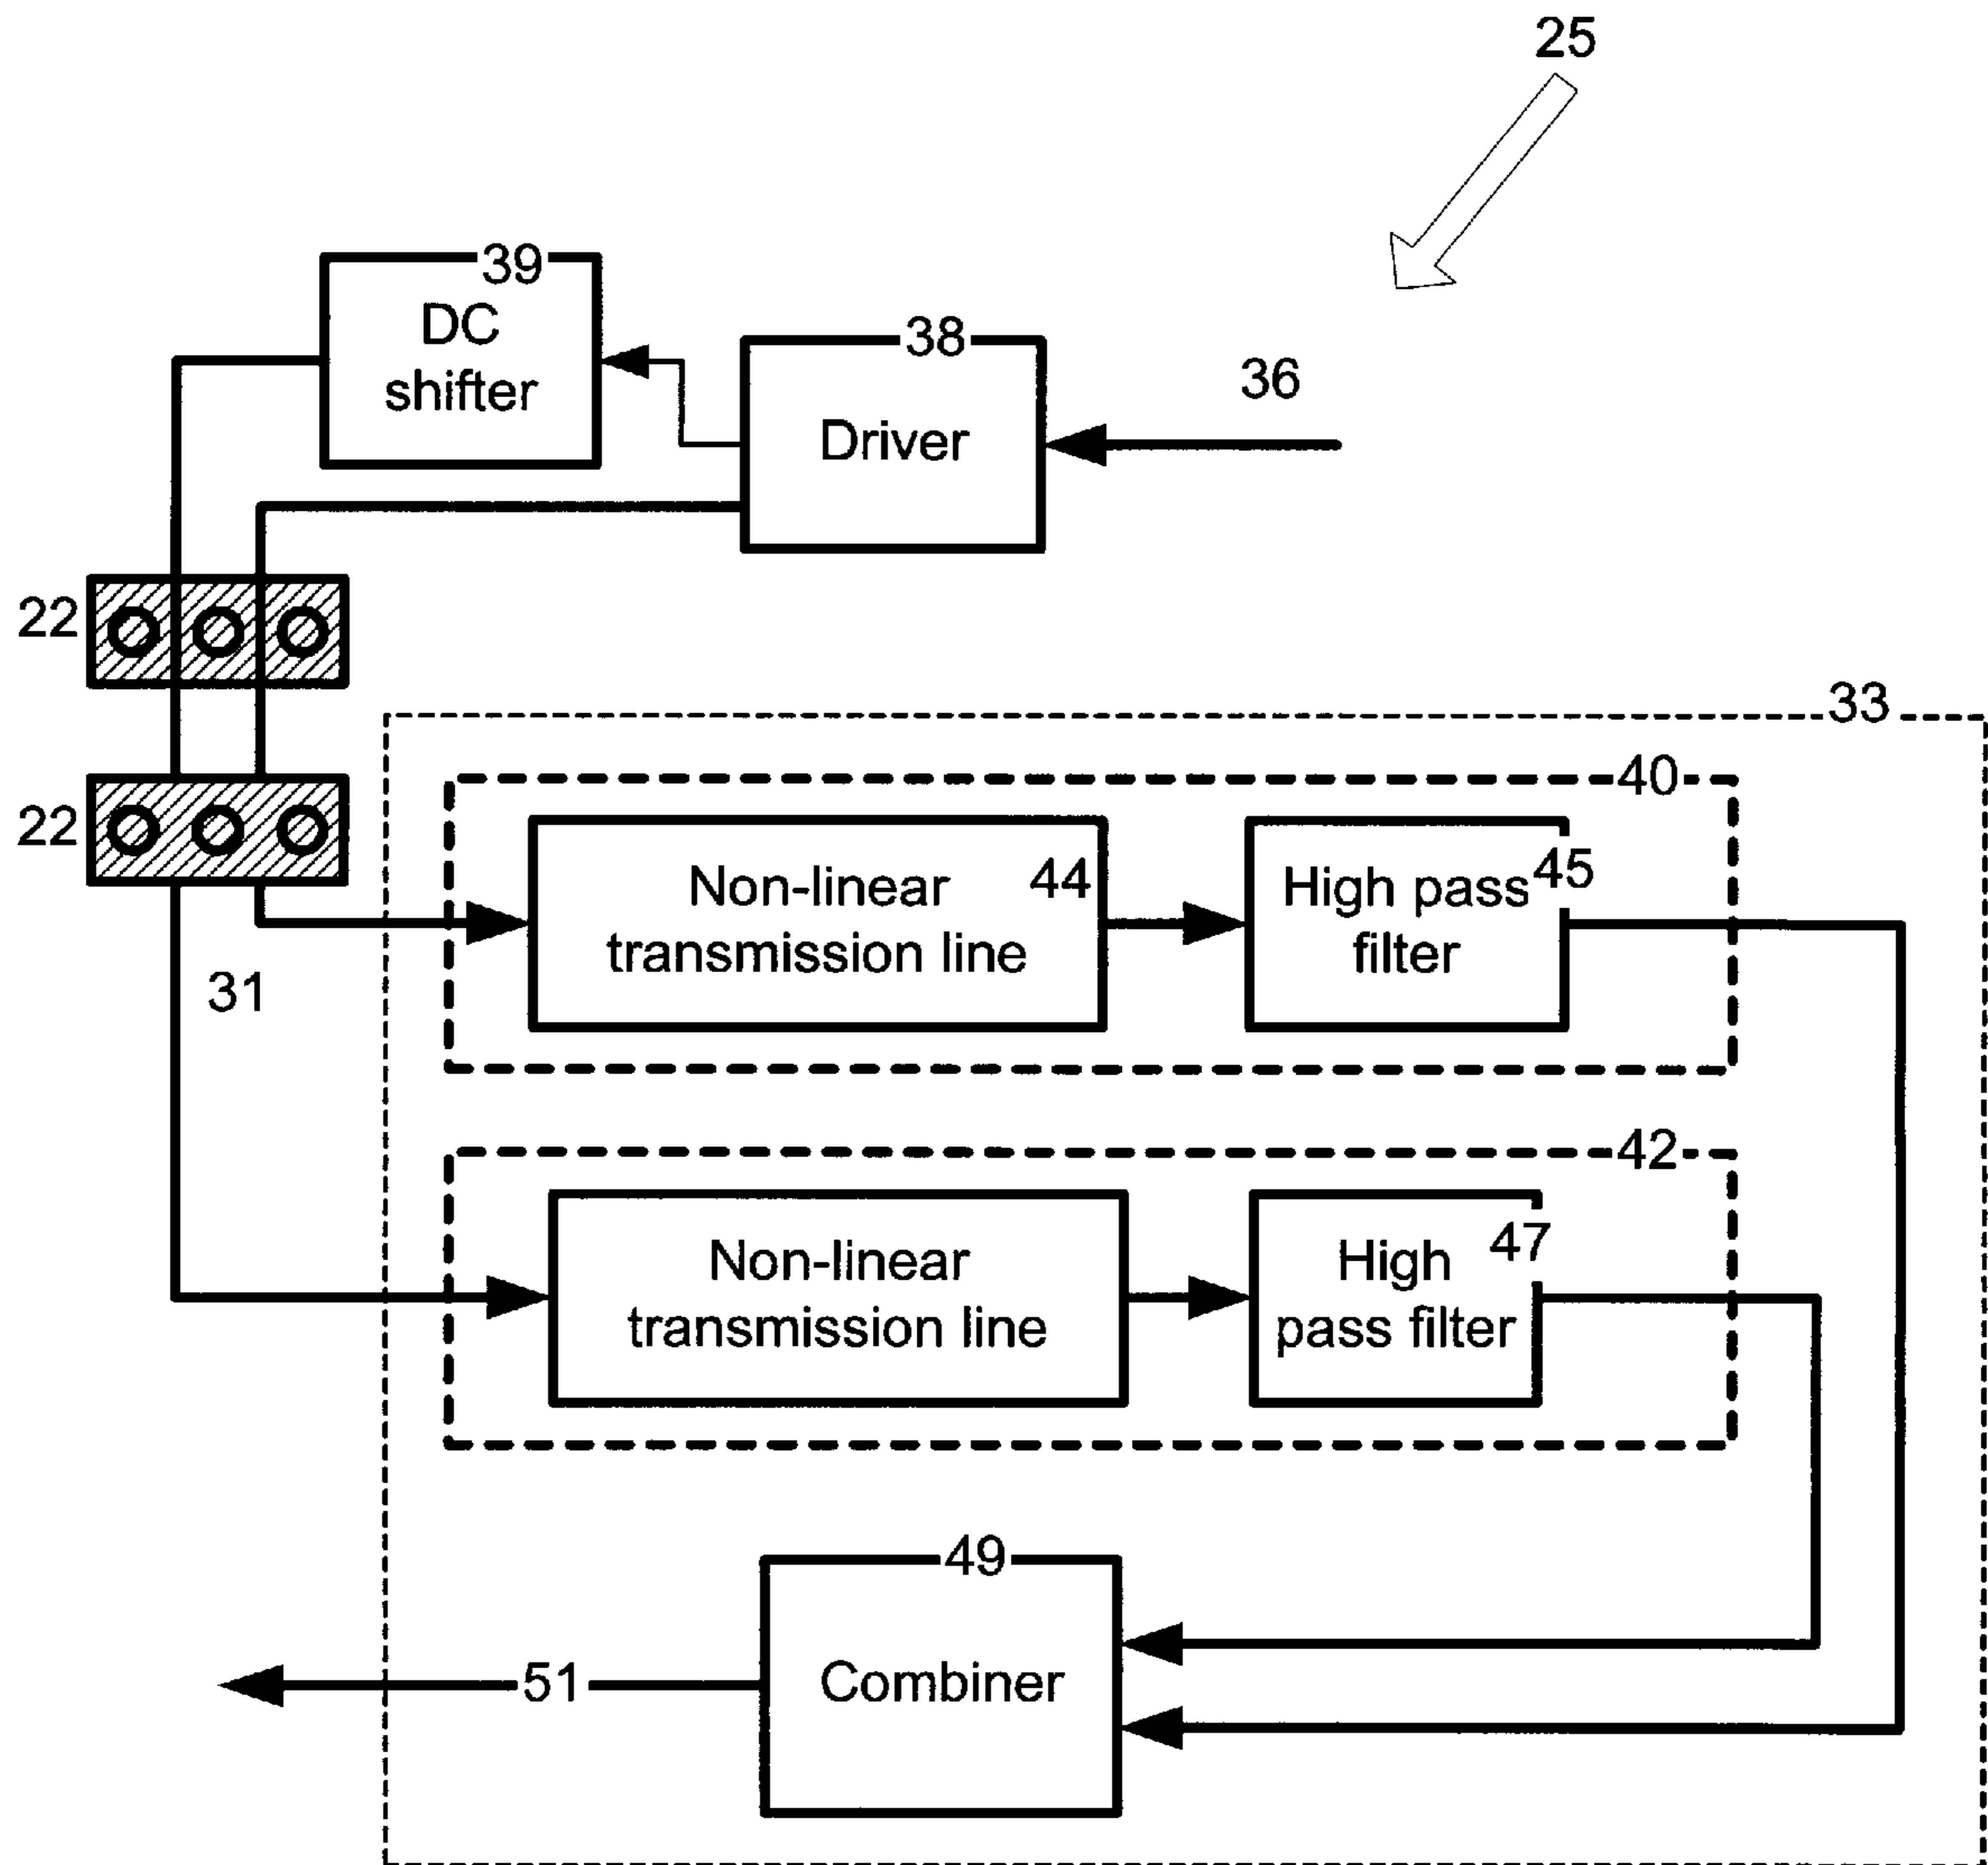 25
39
DC
shifter
38
Driver
36
22
33
40
22
Non-linear
transmission line
44
High pass
filter
45
31
42
Non-linear
transmission line
High
pass filter
47
49
Combiner
51